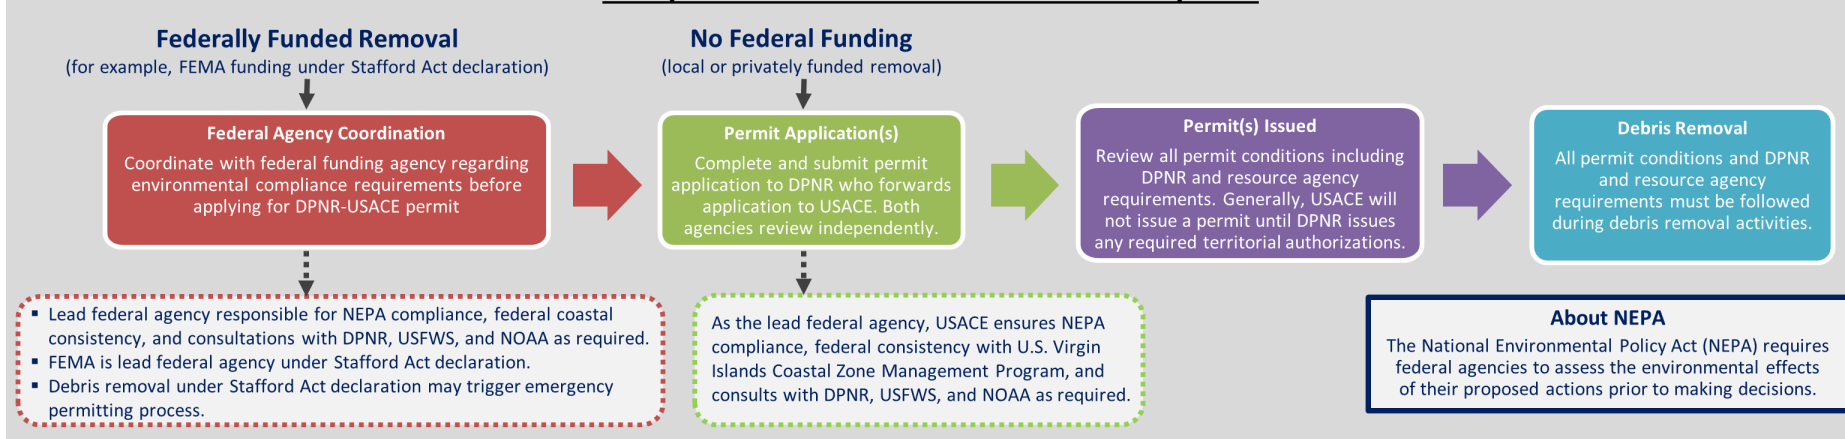 Federally Funded Removal
(for example, FEMA funding under Stafford Act declaration)
No Federal Funding
(local or privately funded removal)
Federal Agency Coordination
Coordinate with federal funding agency regarding
environmental compliance requirements before
applying for DPNR-USACE permit
Permit Application(s)
Complete and submit permit
application to DPNR who forwards
application to USACE. Both
agencies review independently.
Permit(s) Issued
Review all permit conditions including
DPNR and resource agency
requirements. Generally, USACE will
not issue a permit until DPNR issues
any required territorial authorizations.
Debris Removal
All permit conditions and DPNR
and resource agency
requirements must be followed
during debris removal activities.
▪ Lead federal agency responsible for NEPA compliance, federal coastal
consistency, and consultations with DPNR, USFWS, and NOAA as required.
▪ FEMA is lead federal agency under Stafford Act declaration.
▪ Debris removal under Stafford Act declaration may trigger emergency
permitting process.
As the lead federal agency, USACE ensures NEPA
compliance, federal consistency with U.S. Virgin
Islands Coastal Zone Management Program, and
consults with DPNR, USFWS, and NOAA as required.
About NEPA
The National Environmental Policy Act (NEPA) requires
federal agencies to assess the environmental effects
of their proposed actions prior to making decisions.